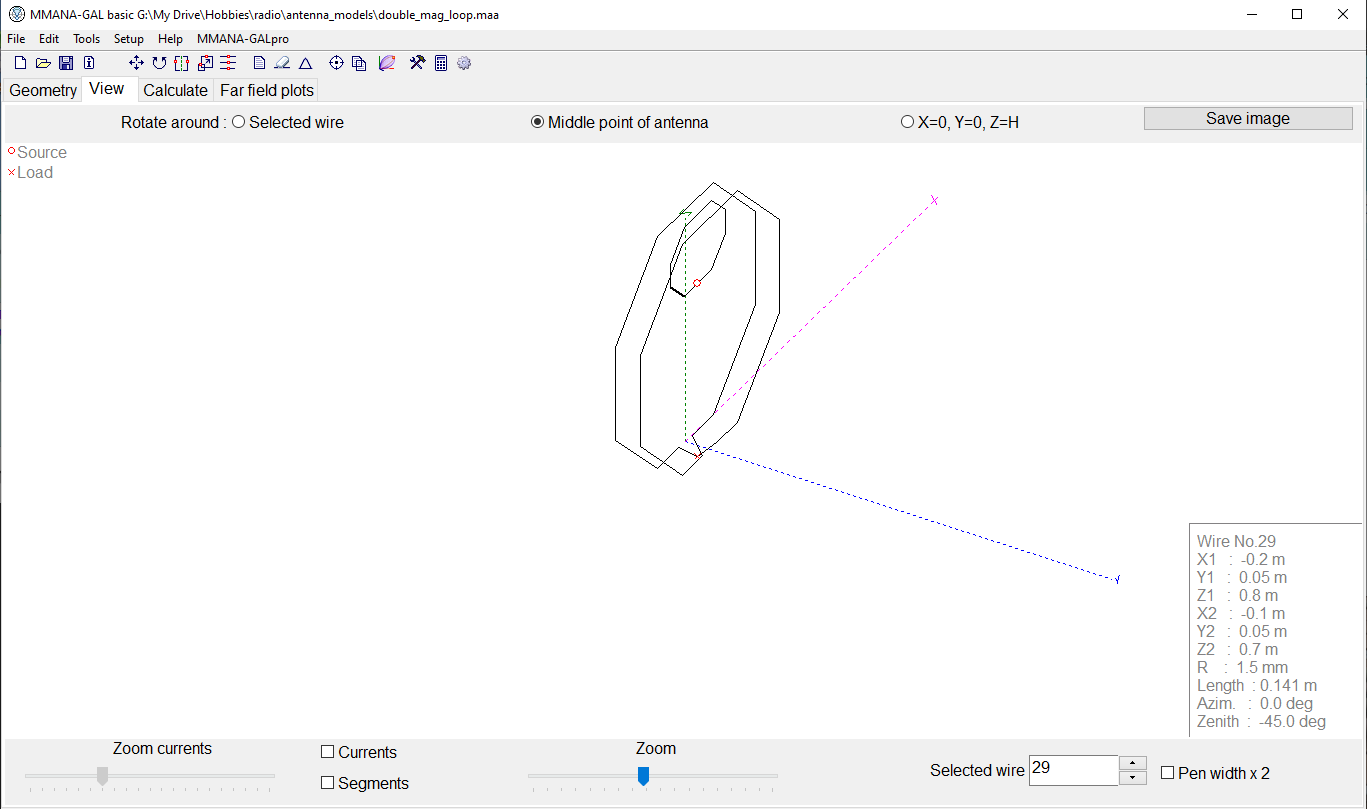 MMANA-GAL basic G:\My Drive\Hobbies\radio\antenna_models\double_mag_loop.maa
File Edit Tools Setup Help MMANA-GALpro
Geometry View Calculate Far field plots
Rotate around : Selected wire Middle point of antenna X=0, Y=0, Z=H Save image
Source
Load
Z
X
Y
Wire No.29
X1 : -0.2 m
Y1 : 0.05 m
Z1 : 0.8 m
X2 : -0.1 m
Y2 : 0.05 m
Z2 : 0.7 m
R : 1.5 mm
Length : 0.141 m
Azim. : 0.0 deg
Zenith : -45.0 deg
Zoom currents Currents Zoom
Segments
Selected wire 29 Pen width x 2